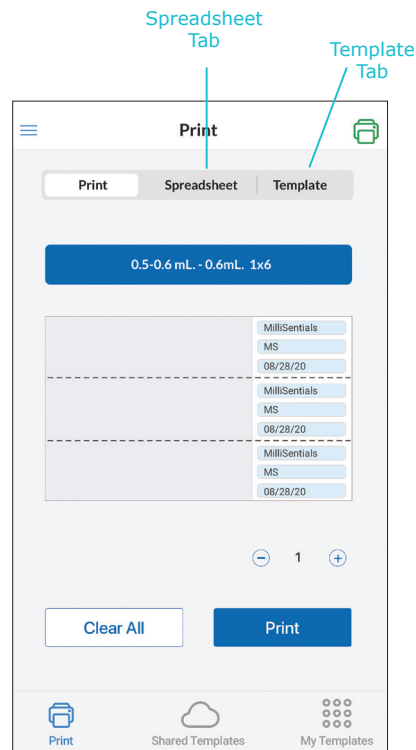 Spreadsheet
Tab
Template
Tab
Print
Print Spreadsheet Template
0.5-0.6 mL. - 0.6mL. 1x6
MilliSentials
MS
08/28/20
MilliSentials
MS
08/28/20
MilliSentials
MS
08/28/20
1
Clear All Print
Print Shared Templates My Templates